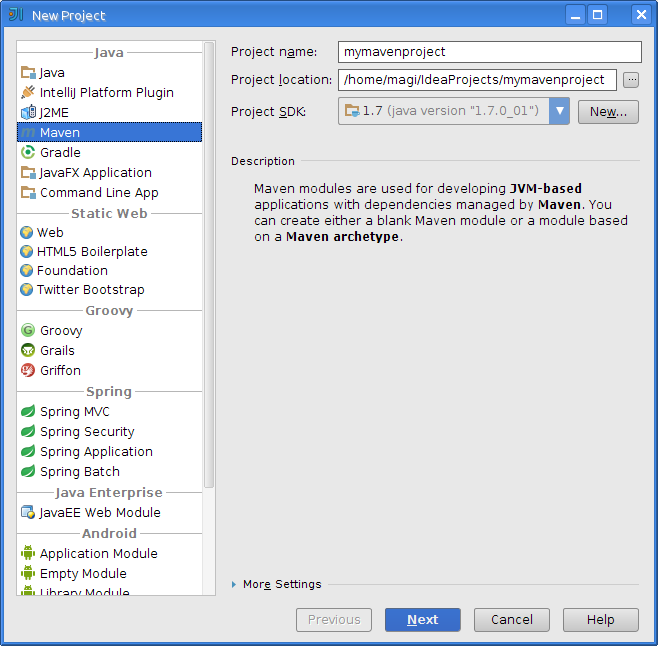 New Project
Java
Java
IntelliJ Platform Plugin
J2ME
Maven
Gradle
JavaFX Application
Command Line App
Static Web
Web
HTML5 Boilerplate
Foundation
Twitter Bootstrap
Groovy
Groovy
Grails
Griffon
Spring
Spring MVC
Spring Security
Spring Application
Spring Batch
Java Enterprise
JavaEE Web Module
Android
Application Module
Empty Module
Library Module
Project name: mymavenproject
Project location: /home/magi/IdeaProjects/mymavenproject ...
Project SDK: 1.7 (java version "1.7.0_01") New...
Description
Maven modules are used for developing JVM-based
applications with dependencies managed by Maven. You
can create either a blank Maven module or a module based
on a Maven archetype.
More Settings
Previous Next Cancel Help